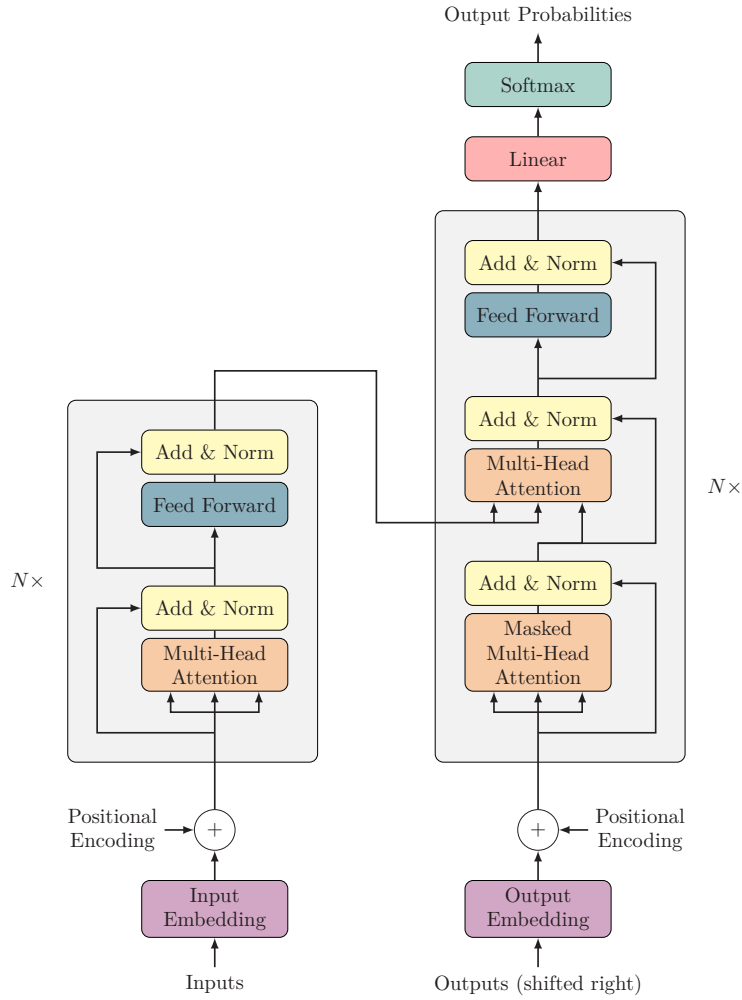 Output Probabilities
Softmax
Linear
Add & Norm
Feed Forward
Add & Norm
Multi-Head
Attention
Add & Norm
Masked
Multi-Head
Attention
N×
Add & Norm
Feed Forward
Add & Norm
Multi-Head
Attention
N×
Positional
Encoding
+
+
Positional
Encoding
Input
Embedding
Output
Embedding
Inputs
Outputs (shifted right)